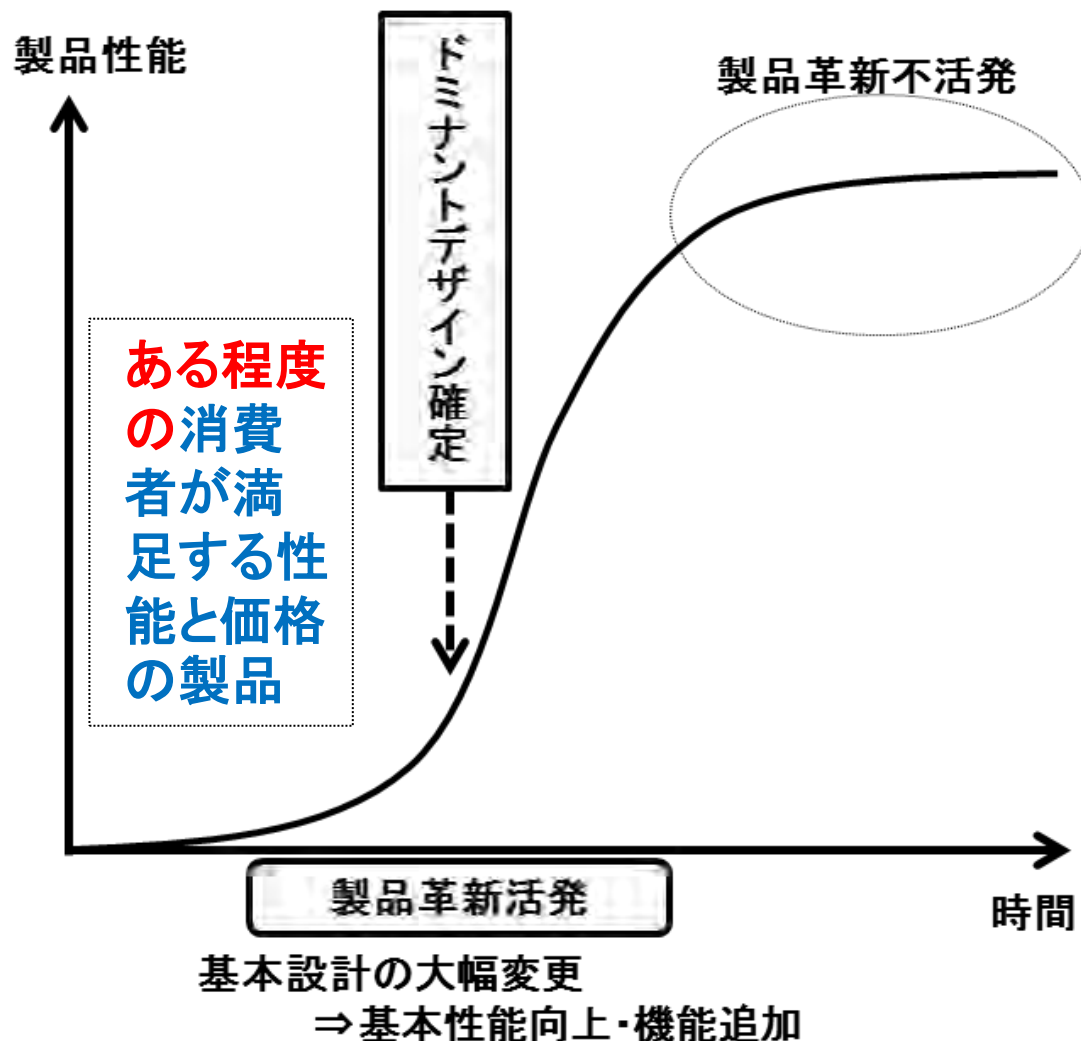 製品性能
ドミナントデザイン確定
製品革新不活発
ある程度
の消費
者が満
足する性
能と価格
の製品
製品革新活発
時間
基本設計の大幅変更
⇒基本性能向上・機能追加